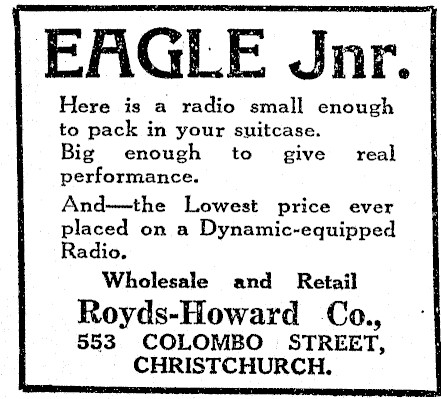 EAGLE Jnr.
Here is a radio small enough
to pack in your suitcase.
Big enough to give real
performance.
And—the Lowest price ever
placed on a Dynamic-equipped
Radio.
Wholesale and Retail
Royds-Howard Co.,
553 COLOMBO STREET,
CHRISTCHURCH.